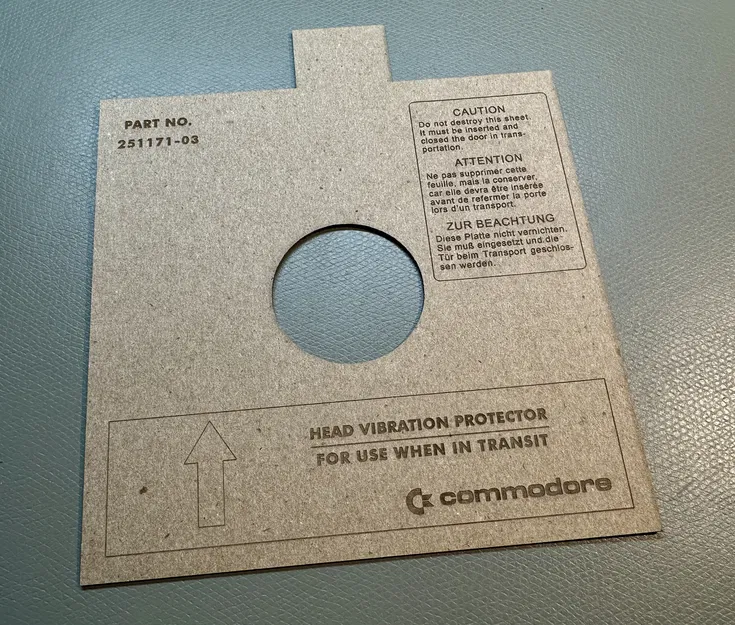 PART NO.
251171-03
CAUTION
Do not destroy this sheet.
It must be inserted and
closed the door in trans-
portation.
ATTENTION
Ne pas supprimer cette
feuille, mais la conserver,
car elle devra être insérée
avant de refermer la porte
lors d'un transport.
ZUR BEACHTUNG
Diese Platte nicht vernichten.
Sie muß eingesetzt und die
Tür beim Transport geschlos-
sen werden.
HEAD VIBRATION PROTECTOR
FOR USE WHEN IN TRANSIT
commodore